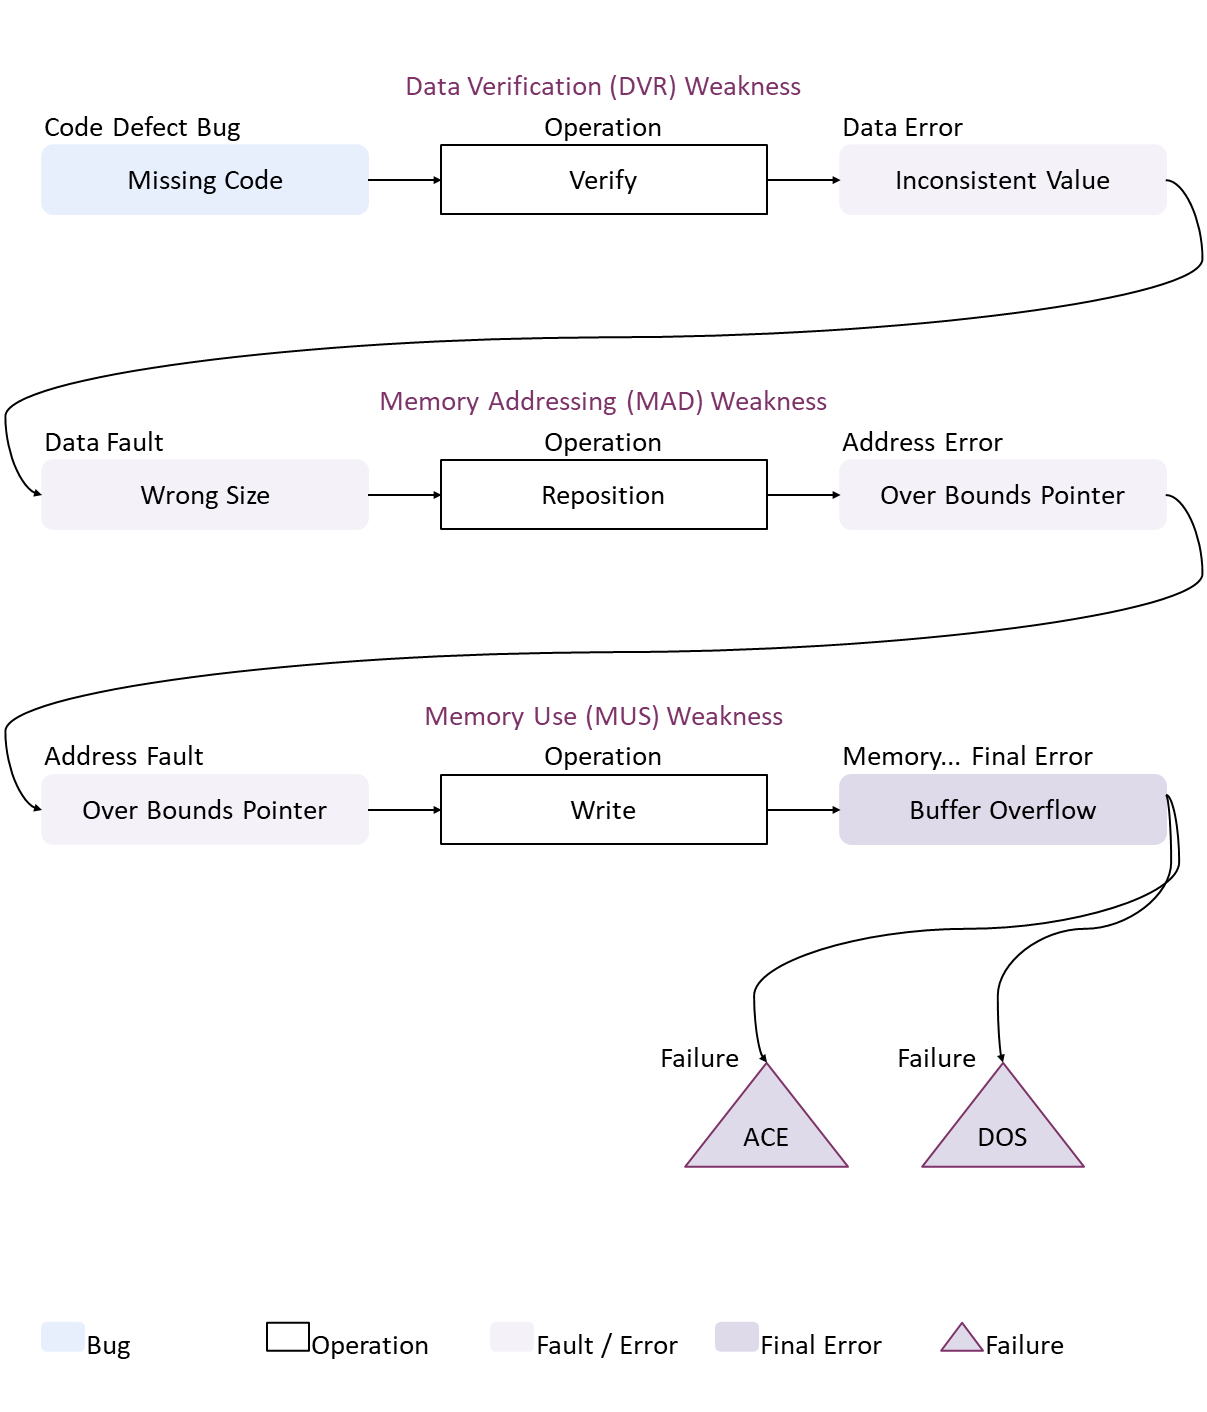 Data Verification (DVR) Weakness
Code Defect Bug
Operation
Data Error
Missing Code
Verify
Inconsistent Value
Memory Addressing (MAD) Weakness
Data Fault
Operation
Address Error
Wrong Size
Reposition
Over Bounds Pointer
Memory Use (MUS) Weakness
Address Fault
Operation
Memory... Final Error
Over Bounds Pointer
Write
Buffer Overflow
Failure
Failure
ACE
DOS
Bug
Operation
Fault / Error
Final Error
Failure